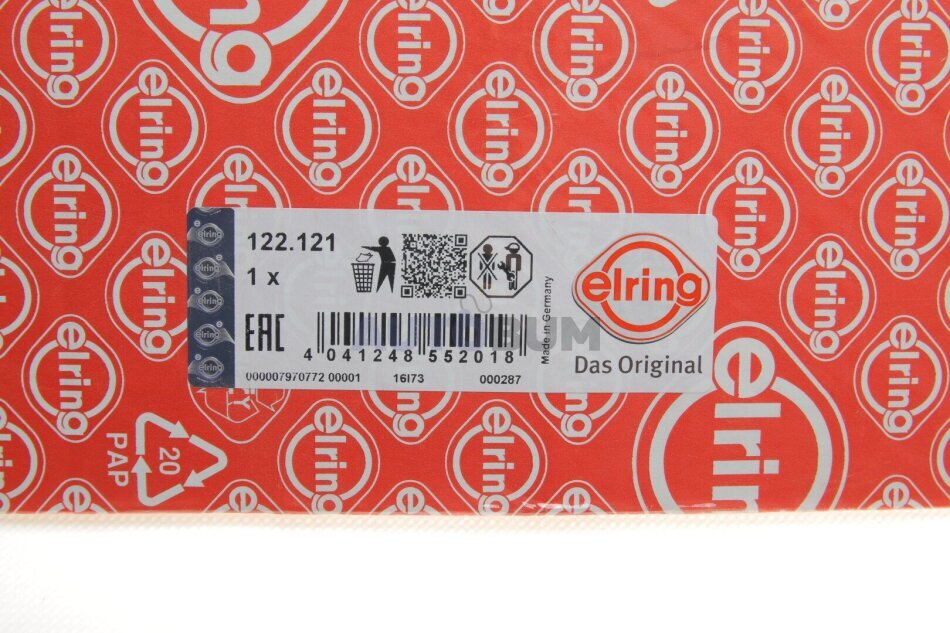 122.121
1 x
EAC
4 041248 552018
000007970772 00001 16I73 000287
Made in Germany
elring
Das Original
AUTOBUM
20
PAP